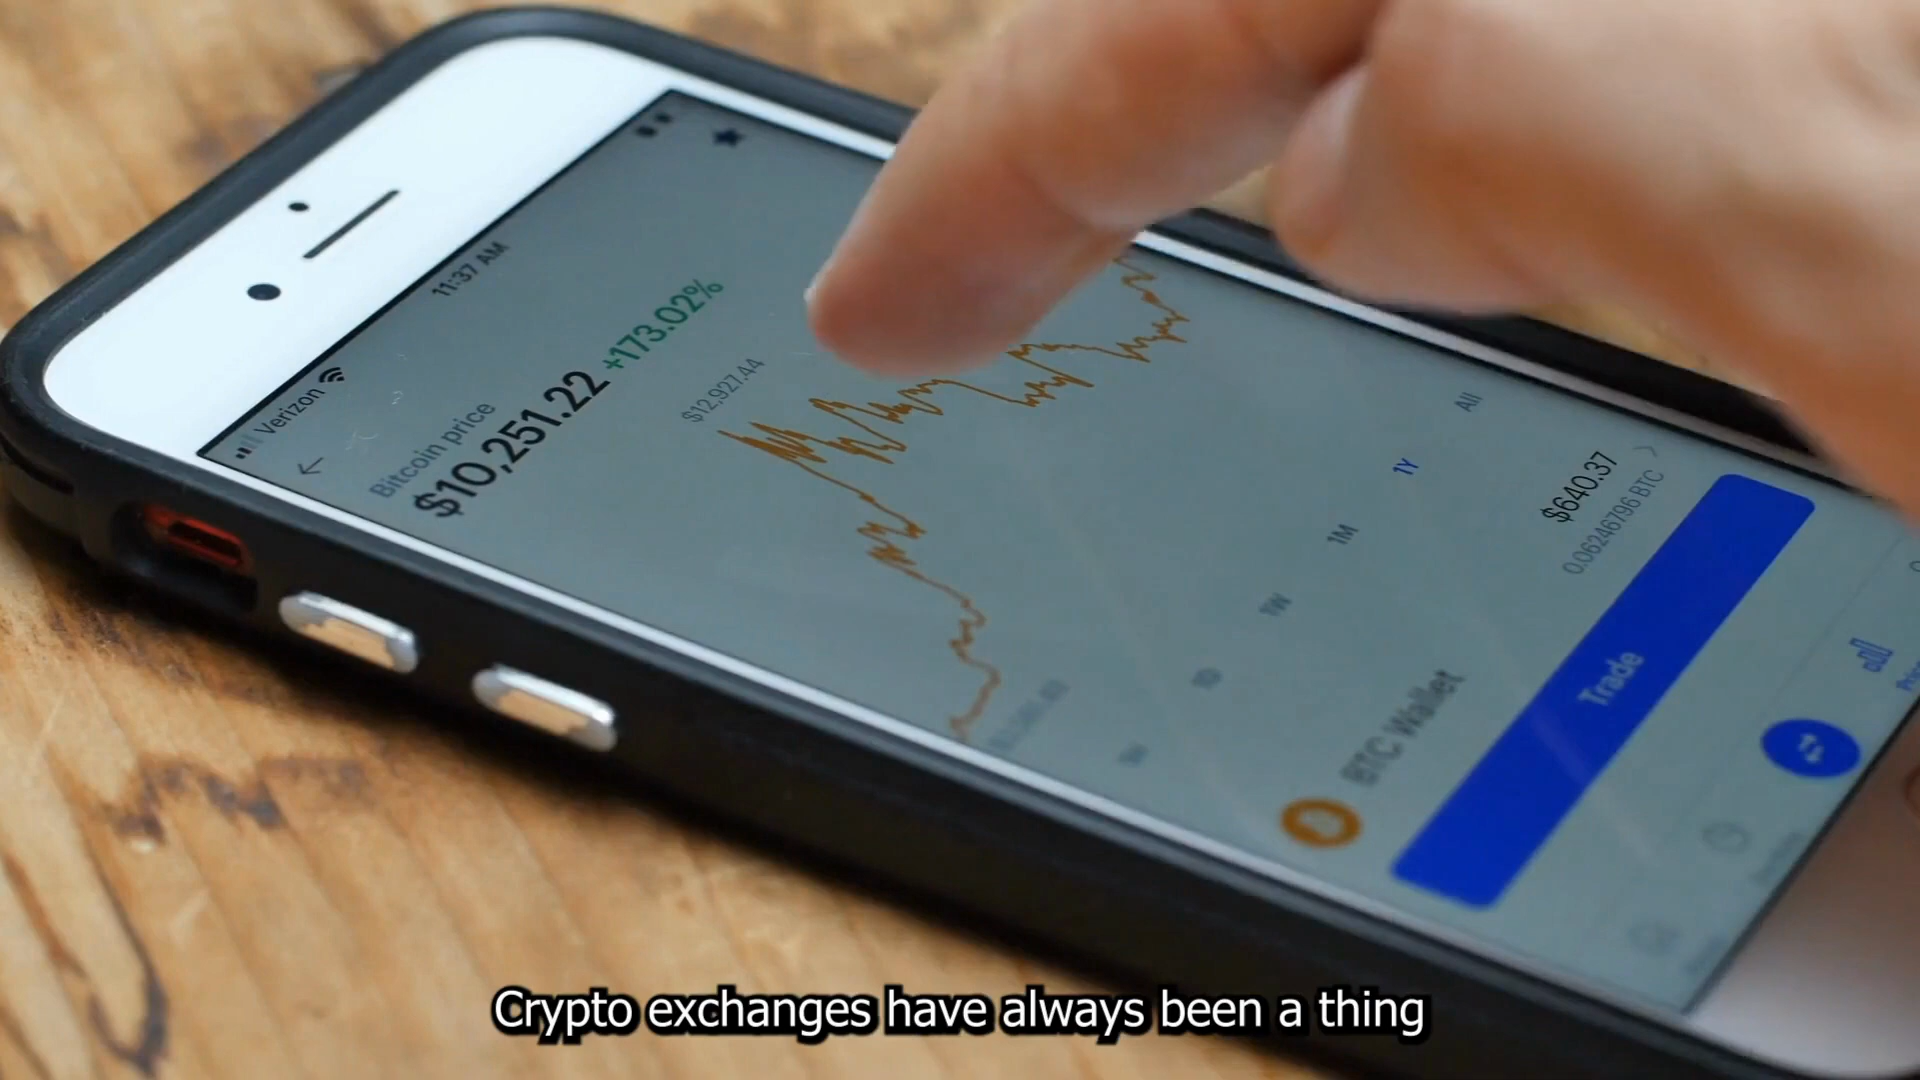 Verizon
11:37 AM
Bitcoin price
$10,251.22 +173.02%
$12,927.44
1W
1M
1Y
All
BTC Wallet
$640.37
0.06246796 BTC
Trade
Crypto exchanges have always been a thing